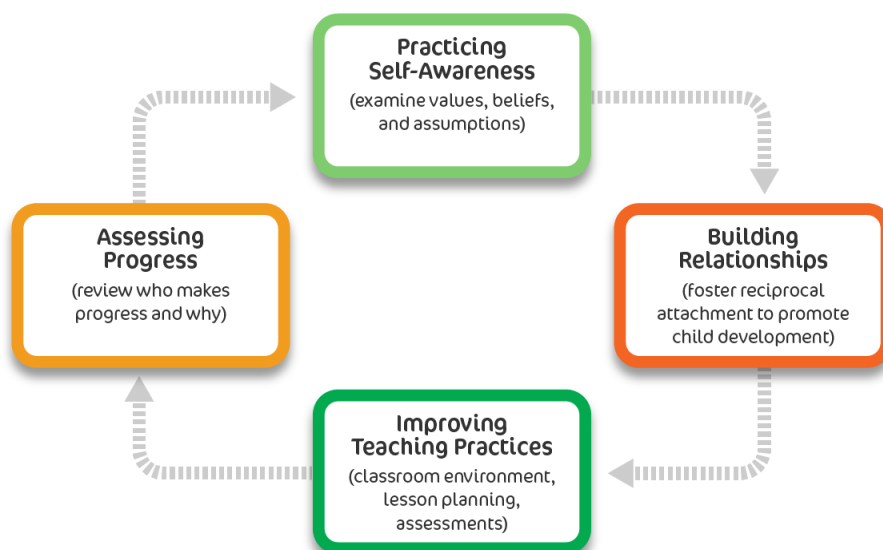 Practicing
Self-Awareness
(examine values, beliefs,
and assumptions)
Building
Relationships
(foster reciprocal
attachment to promote
child development)
Improving
Teaching Practices
(classroom environment,
lesson planning,
assessments)
Assessing
Progress
(review who makes
progress and why)